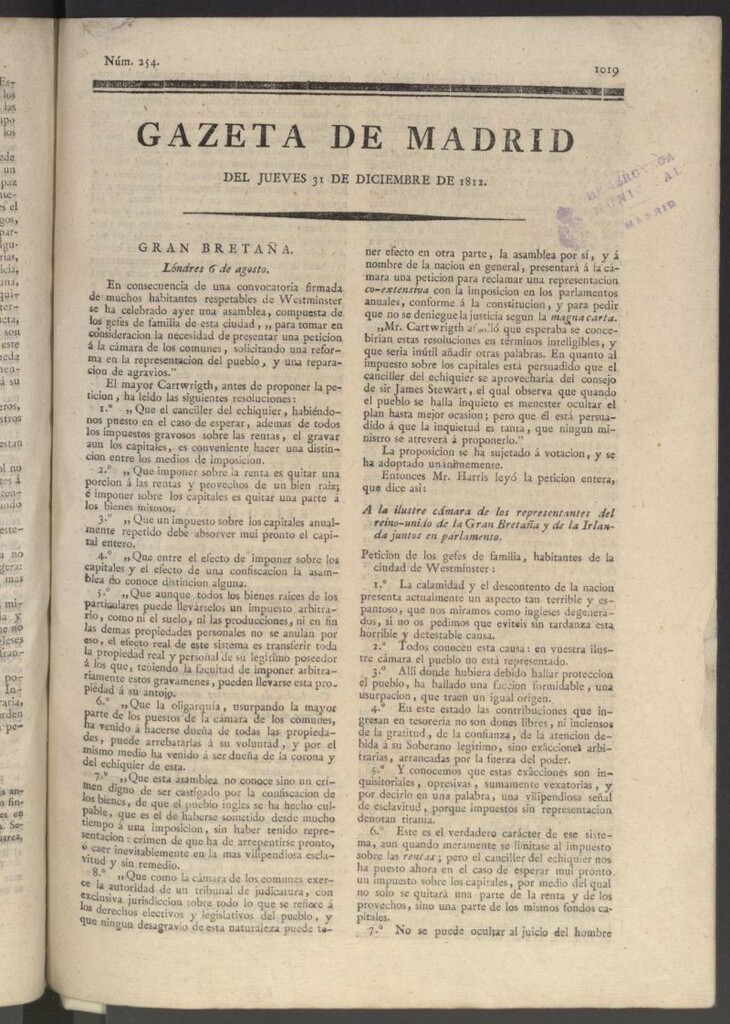 Núm. 254.
1019
GAZETA DE MADRID
DEL JUEVES 31 DE DICIEMBRE DE 1812.
HEMEROTECA
MUNICIPAL
MADRID
GRAN BRETAÑA.
Lóndres 6 de agosto.
En consecuencia de una convocatoria firmada
de muchos habitantes respetables de Westminster
se ha celebrado ayer una asamblea, compuesta de
los gefes de familia de esta ciudad, „para tomar en
consideracion la necesidad de presentar una peticion
á la cámara de los comunes, solicitando una refor-
ma en la representacion del pueblo, y una repara-
cion de agravios."
El mayor Cartwrigth, antes de proponer la pe-
ticion, ha leido las siguientes resoluciones:
1.º „Que el canciller del echiquier, habiéndo-
nos puesto en el caso de esperar, ademas de todos
los impuestos gravosos sobre las rentas, el gravar
aun los capitales, es conveniente hacer una distin-
cion entre los medios de imposicion.
2.º „Que imponer sobre la renta es quitar una
porcion á las rentas y provechos de un bien raiz;
é imponer sobre los capitales es quitar una parte á
los bienes mismos.
3.º „Que un impuesto sobre los capitales anual-
mente repetido debe absorver mui pronto el capi-
tal entero.
4.º „Que entre el efecto de imponer sobre los
capitales y el efecto de una confiscacion la asam-
blea no conoce distincion alguna.
5.º „Que aunque todos los bienes raices de los
particulares puede llevárselos un impuesto arbitra-
rio, como ni el suelo, ni las producciones, ni en fin
las demas propiedades personales no se anulan por
eso, el efecto real de este sistema es transferir toda
la propiedad real y personal de su legítimo poseedor
á los que, teniendo la facultad de imponer arbitra-
riamente estos gravámenes, pueden llevarse esta pro-
piedad á su antojo.
6.º „Que la oligarquía, usurpando la mayor
parte de los puestos de la cámara de los comunes,
ha venido á hacerse dueña de todas las propieda-
des, puede arrebatarlas á su voluntad, y por el
mismo medio ha venido á ser dueña de la corona y
del echiquier de esta.
7.º „Que esta asamblea no conoce sino un crí-
men digno de ser castigado por la confiscacion de
los bienes, de que el pueblo ingles se ha hecho cul-
pable, que es el de haberse sometido desde mucho
tiempo á una imposicion, sin haber tenido repre-
sentacion: crímen de que ha de arrepentirse pronto,
ó caer inevitablemente en la mas vilipendiosa escla-
vitud y sin remedio.
8.º „Que como la cámara de los comunes exer-
ce la autoridad de un tribunal de judicatura, con
exclusiva jurisdiccion sobre todo lo que se refiere á
los derechos electivos y legislativos del pueblo, y
que ningun desagravio de esta naturaleza puede te-
ner efecto en otra parte, la asamblea por sí, y á
nombre de la nacion en general, presentará á la cá-
mara una peticion para reclamar una representacion
co-extensiva con la imposicion en los parlamentos
anuales, conforme á la constitucion, y para pedir
que no se deniegue la justicia segun la magna carta.
„Mr. Cartwrigth añadió que esperaba se conce-
birian estas resoluciones en términos inteligibles, y
que seria inútil añadir otras palabras. En quanto al
impuesto sobre los capitales está persuadido que el
canciller del echiquier se aprovecharia del consejo
de sir James Stewart, el qual observa que quando
el pueblo se halla inquieto es menester ocultar el
plan hasta mejor ocasion; pero que él está persua-
dido á que la inquietud es tanta, que ningun mi-
nistro se atreverá á proponerlo."
La proposicion se ha sujetado á votacion, y se
ha adoptado unánimemente.
Entonces Mr. Harris leyó la peticion entera,
que dice asi:
A la ilustre cámara de los representantes del
reino-unido de la Gran Bretaña y de la Irlan-
da juntos en parlamento.
Peticion de los gefes de familia, habitantes de la
ciudad de Westminster:
1.º La calamidad y el descontento de la nacion
presenta actualmente un aspecto tan terrible y es-
pantoso, que nos miramos como ingleses degenera-
dos, si no os pedimos que eviteis sin tardanza esta
horrible y detestable causa.
2.º Todos conocen esta causa: en vuestra ilus-
tre cámara el pueblo no está representado.
3.º Allí donde hubiera debido hallar proteccion
el pueblo, ha hallado una faccion formidable, una
usurpacion, que traen un igual orígen.
4.º En este estado las contribuciones que in-
gresan en tesorería no son dones libres, ni inciensos
de la gratitud, de la confianza, de la atencion de-
bida á su Soberano legítimo, sino exâcciones arbi-
trarias, arrancadas por la fuerza del poder.
5.º Y conocemos que estas exâcciones son in-
quisitoriales, opresivas, sumamente vexatorias, y
por decirlo en una palabra, una vilipendiosa señal
de esclavitud, porque impuestos sin representacion
denotan tiranía.
6.º Este es el verdadero carácter de ese siste-
ma, aun quando meramente se limitase al impuesto
sobre las rentas; pero el canciller del echiquier nos
ha puesto ahora en el caso de esperar mui pronto
un impuesto sobre los capitales, por medio del qual
no solo se quitará una parte de la renta y de los
provechos, sino una parte de los mismos fondos ca-
pitales.
7.º No se puede ocultar al juicio del hombre